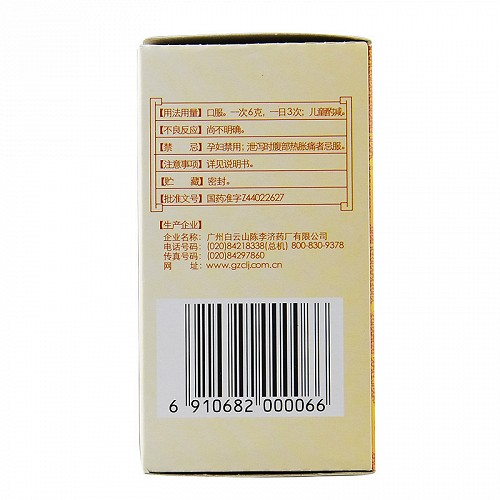 【用法用量】口服。一次6克，一日3次；儿童酌减。
【不良反应】尚不明确。
【禁 忌】孕妇禁用；泄泻时腹部热胀痛者忌服。
【注意事项】详见说明书。
【贮 藏】密封。
【批准文号】国药准字Z44022627
【生产企业】
企业名称：广州白云山陈李济药厂有限公司
电话号码：(020)84218338(总机) 800-830-9378
传真号码：(020)84297860
网 址：www.gzclj.com.cn
6 910682 000066